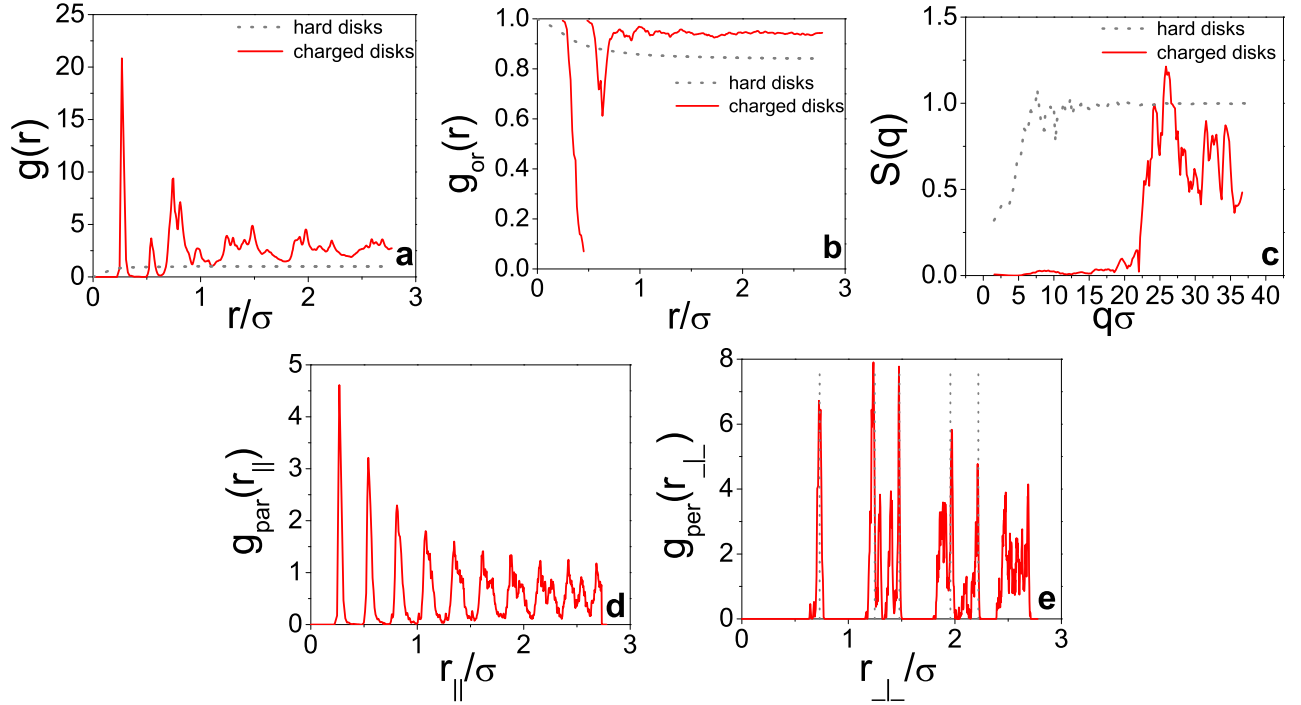 25
20
15
10
5
0
g(r)
hard disks
charged disks
a
0
1
2
3
r/σ
1.0
0.8
0.6
0.4
0.2
0.0
g_or(r)
hard disks
charged disks
b
0
1
2
3
r/σ
1.5
1.0
0.5
0.0
S(q)
hard disks
charged disks
c
0 5 10 15 20 25 30 35 40
qσ
5
4
3
2
1
0
g_par(r_||)
d
0
1
2
3
r_||/σ
8
6
4
2
0
g_per(r_⊥)
e
0
1
2
3
r_⊥/σ